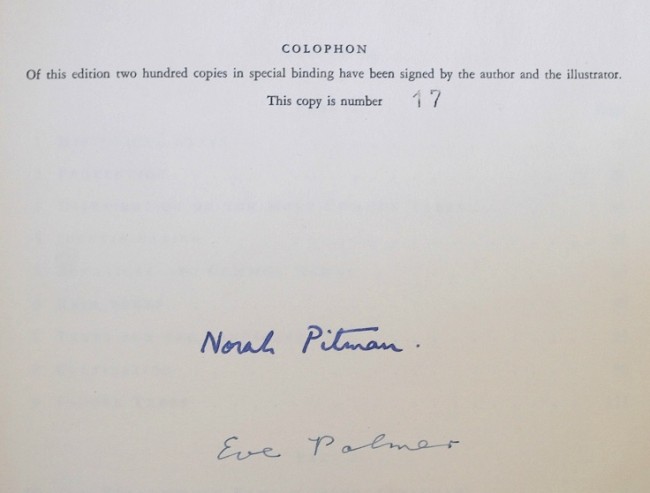 COLOPHON
Of this edition two hundred copies in special binding have been signed by the author and the illustrator.
This copy is number 17
Norah Pitman.
Eve Palmer